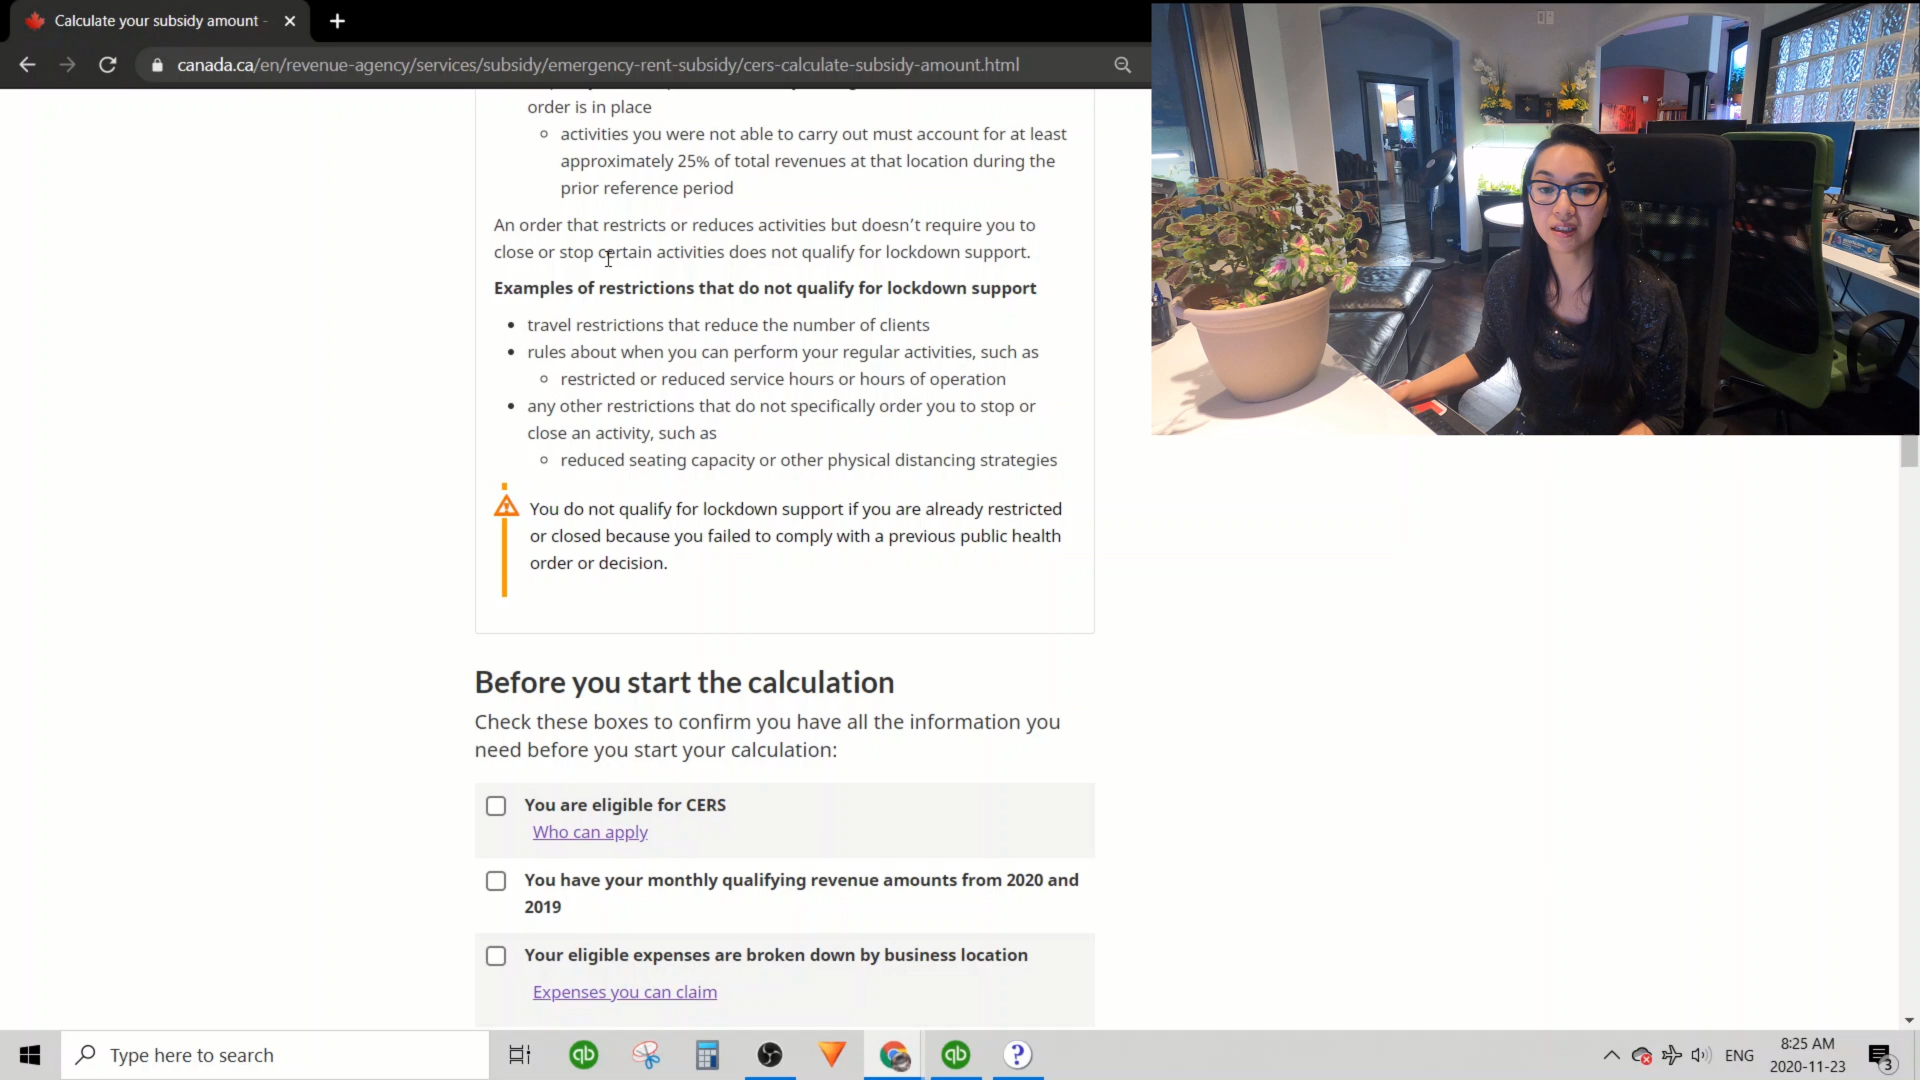 Calculate your subsidy amount -
canada.ca/en/revenue-agency/services/subsidy/emergency-rent-subsidy/cers-calculate-subsidy-amount.html
order is in place
activities you were not able to carry out must account for at least
approximately 25% of total revenues at that location during the
prior reference period
An order that restricts or reduces activities but doesn’t require you to
close or stop certain activities does not qualify for lockdown support.
Examples of restrictions that do not qualify for lockdown support
travel restrictions that reduce the number of clients
rules about when you can perform your regular activities, such as
restricted or reduced service hours or hours of operation
any other restrictions that do not specifically order you to stop or
close an activity, such as
reduced seating capacity or other physical distancing strategies
You do not qualify for lockdown support if you are already restricted
or closed because you failed to comply with a previous public health
order or decision.
Before you start the calculation
Check these boxes to confirm you have all the information you
need before you start your calculation:
You are eligible for CERS
Who can apply
You have your monthly qualifying revenue amounts from 2020 and
2019
Your eligible expenses are broken down by business location
Expenses you can claim
Type here to search
qb
qb
?
ENG
8:25 AM
2020-11-23
3